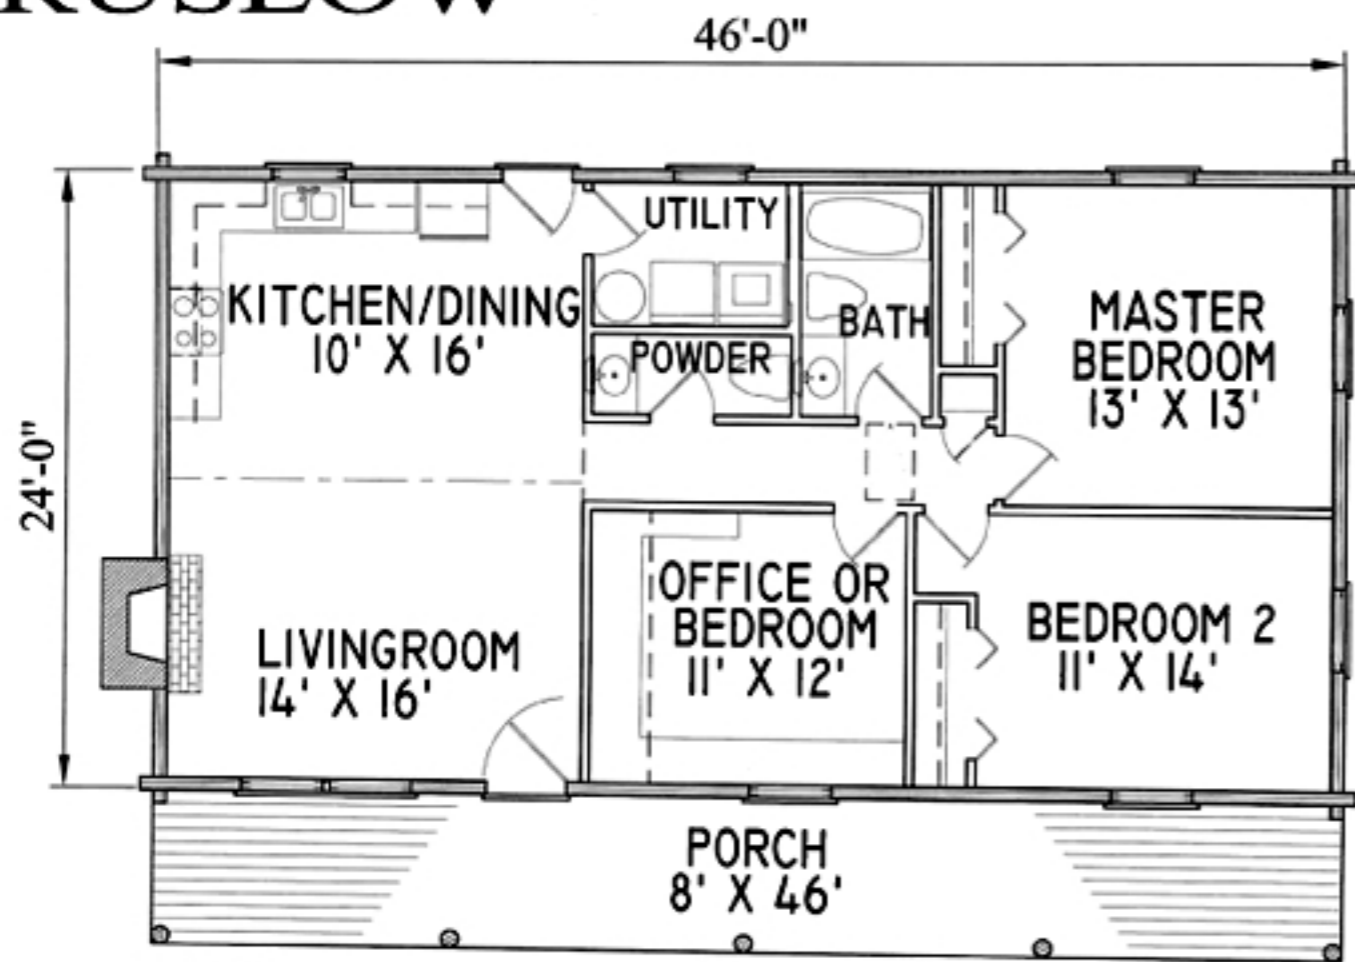 RUSLOW
46'-0"
24'-0"
UTILITY
KITCHEN/DINING
10' X 16'
POWDER
BATH
MASTER
BEDROOM
13' X 13'
LIVINGROOM
14' X 16'
OFFICE OR
BEDROOM
11' X 12'
BEDROOM 2
11' X 14'
PORCH
8' X 46'